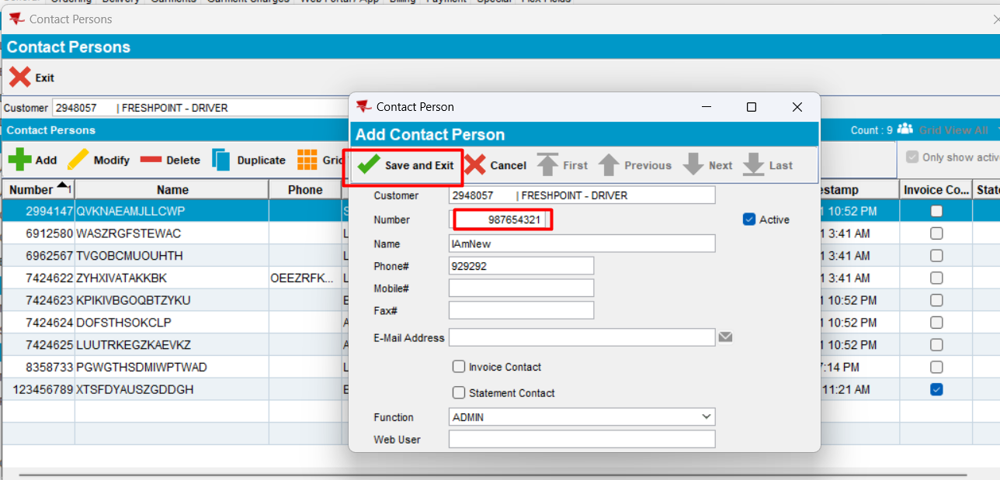 General Ordering Delivery Garments Garment Charges Web Portal / App Billing Payment Special Flex Fields
Contact Persons
Contact Persons
Exit
Customer 2948057 | FRESHPOINT - DRIVER
Contact Persons Count : 9 Grid View All
Add Modify Delete Duplicate Grid Only show active
Number 1 Name Phone estamp Invoice Co... State
2994147 QVKNAEAMJLLCWP S 1 10:52 PM
6912580 WASZRGFSTEWAC L 1 3:41 AM
6962567 TVGOBCMUOUHTH L 1 3:41 AM
7424622 ZYHXIVATAKKBK OEEZRFK... L 1 3:41 AM
7424623 KPIKIVBGOQBTZYKU E 1 10:52 PM
7424624 DOFSTHSOKCLP A 1 10:52 PM
7424625 LUUTRKEGZKAEVKZ A 1 10:52 PM
8358733 PGWGTHSDMIWPTWAD L 7:14 PM
123456789 XTSFDYAUSZGDDGH E 11:21 AM
Contact Person
Add Contact Person
Save and Exit Cancel First Previous Next Last
Customer 2948057 | FRESHPOINT - DRIVER
Number 987654321 Active
Name IAmNew
Phone# 929292
Mobile#
Fax#
E-Mail Address
Invoice Contact
Statement Contact
Function ADMIN
Web User